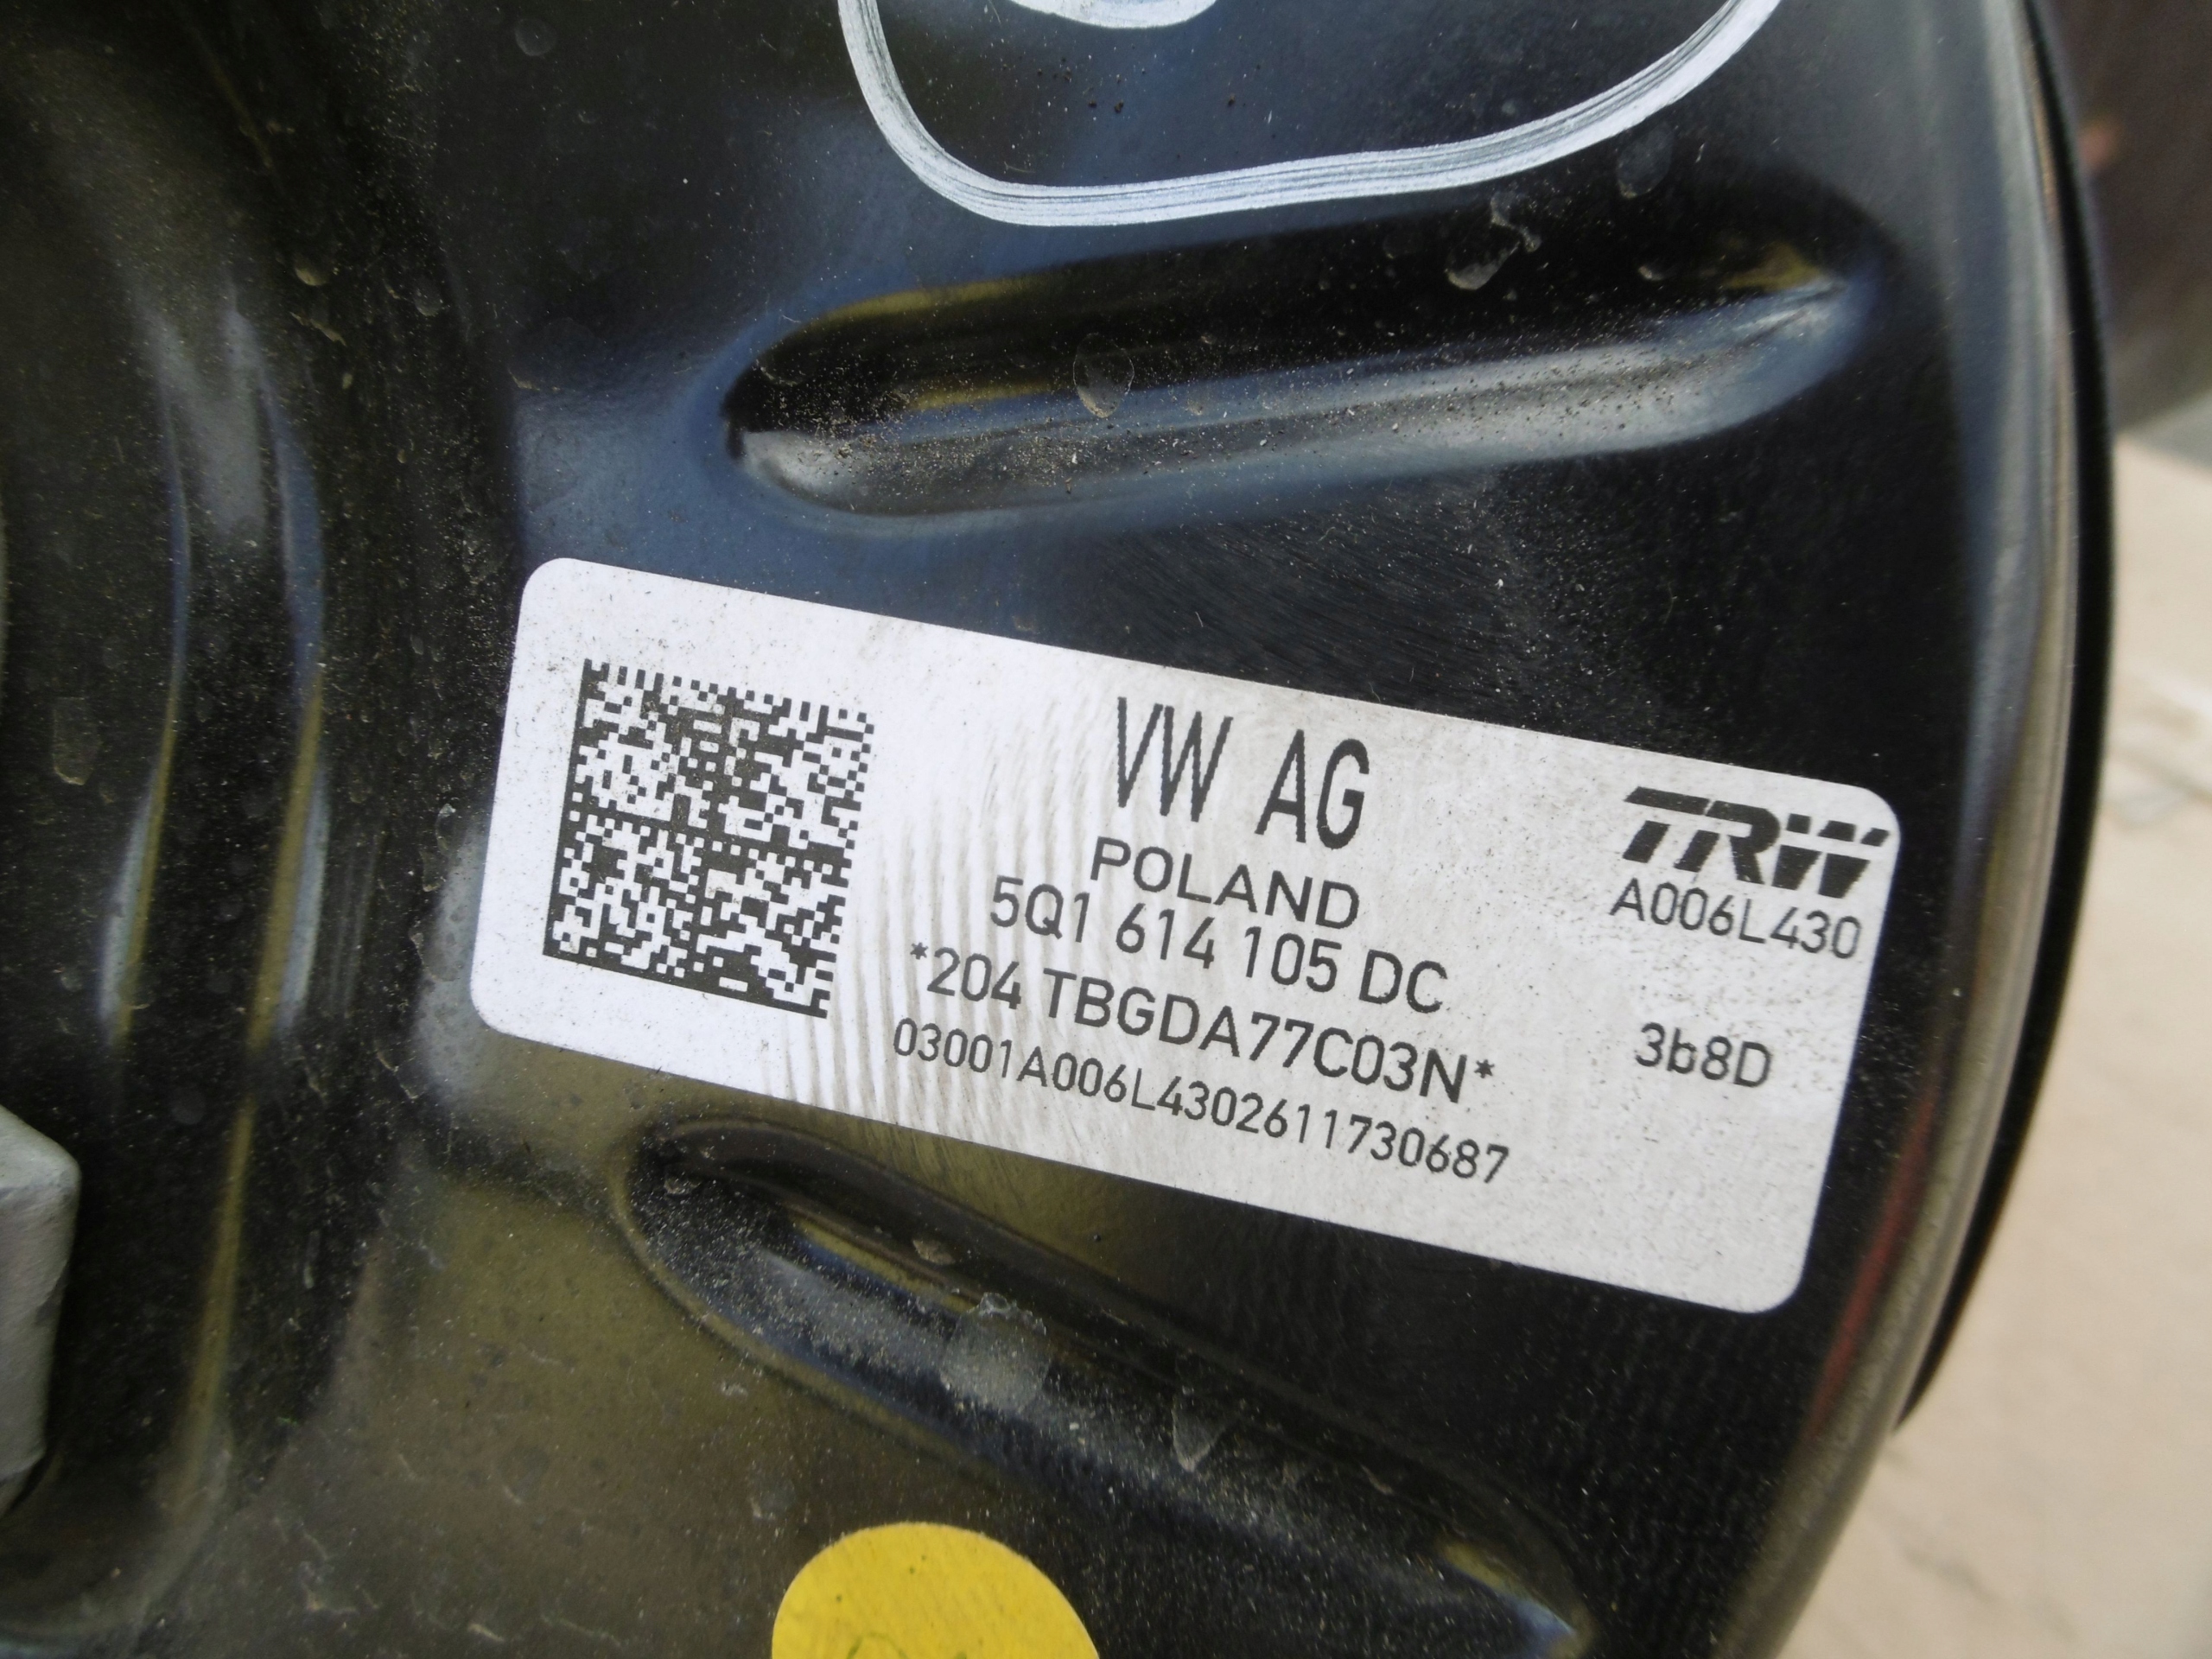 VW AG
POLAND
5Q1 614 105 DC
*204 TBGDA77C03N*
03001A006L4302611730687
TRW
A006L430
3b8D